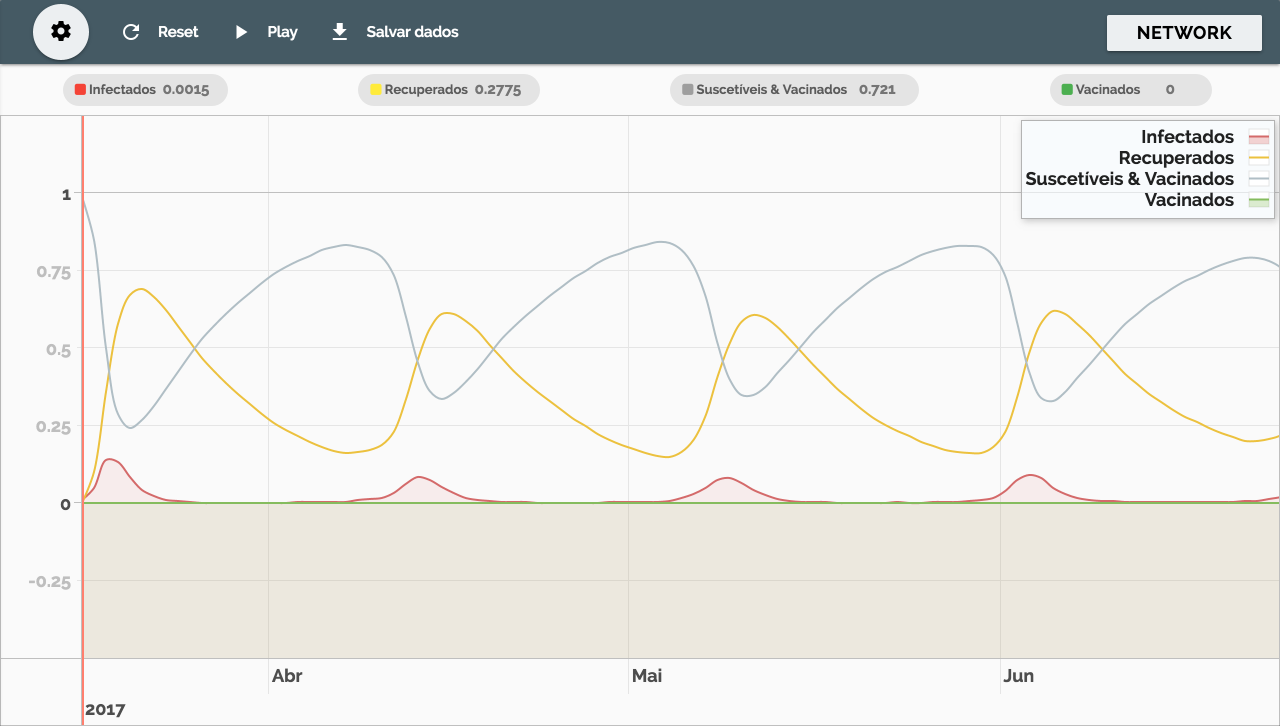 Reset Play Salvar dados NETWORK
Infectados 0.0015 Recuperados 0.2775 Suscetíveis & Vacinados 0.721 Vacinados 0
Infectados
Recuperados
Suscetíveis & Vacinados
Vacinados
1
0.75
0.5
0.25
0
-0.25
Abr Mai Jun
2017